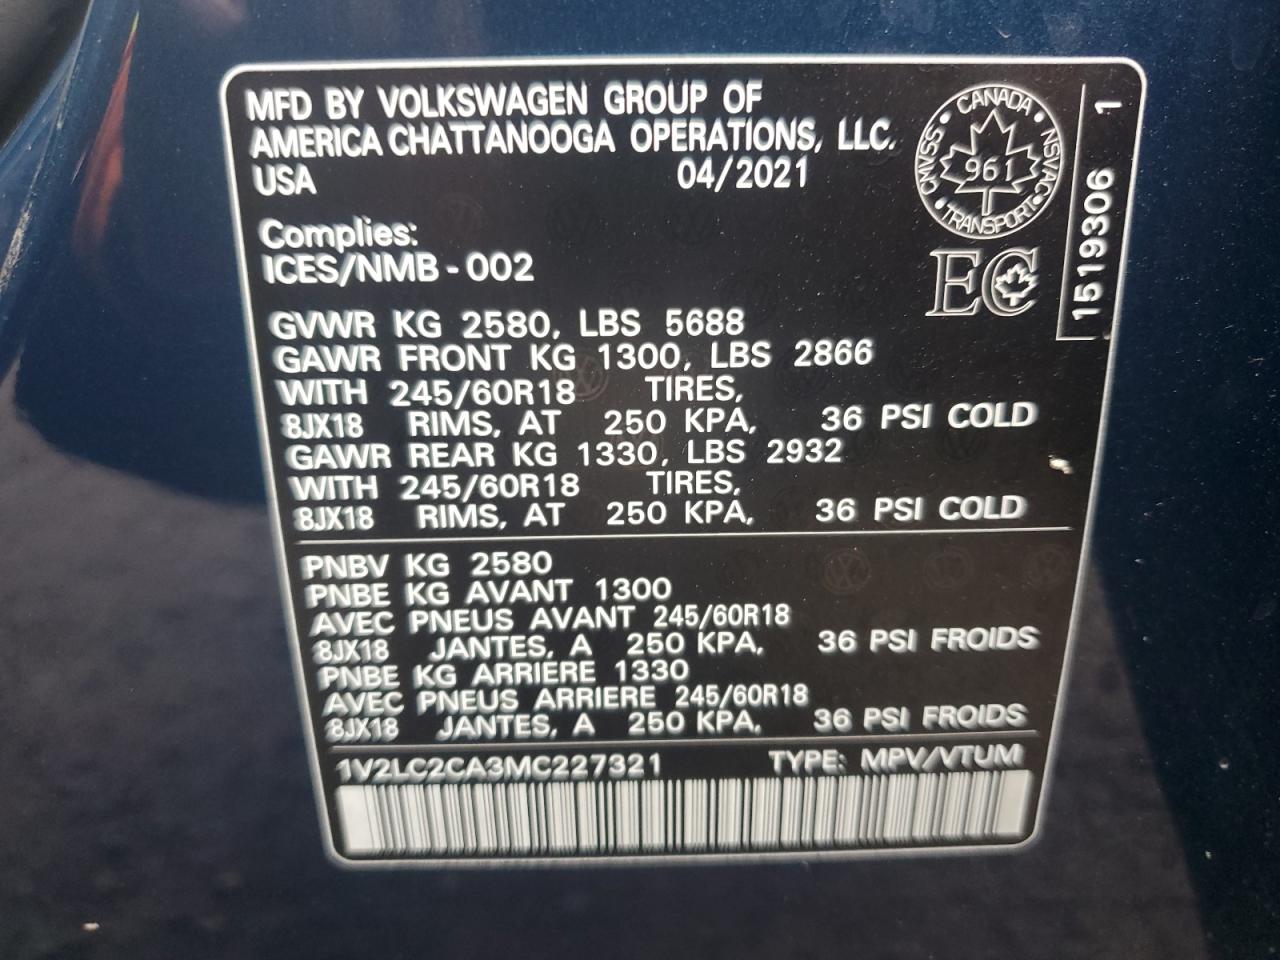 MFD BY VOLKSWAGEN GROUP OF
AMERICA CHATTANOOGA OPERATIONS, LLC.
USA 04/2021
CANADA
CMVSS • NSVAC
961
• TRANSPORT •
EC
1519306 1
Complies:
ICES/NMB - 002
GVWR KG 2580, LBS 5688
GAWR FRONT KG 1300, LBS 2866
WITH 245/60R18 TIRES,
8JX18 RIMS, AT 250 KPA, 36 PSI COLD
GAWR REAR KG 1330, LBS 2932
WITH 245/60R18 TIRES,
8JX18 RIMS, AT 250 KPA, 36 PSI COLD
PNBV KG 2580
PNBE KG AVANT 1300
AVEC PNEUS AVANT 245/60R18
8JX18 JANTES, A 250 KPA, 36 PSI FROIDS
PNBE KG ARRIERE 1330
AVEC PNEUS ARRIERE 245/60R18
8JX18 JANTES, A 250 KPA, 36 PSI FROIDS
1V2LC2CA3MC227321 TYPE: MPV/VTUM